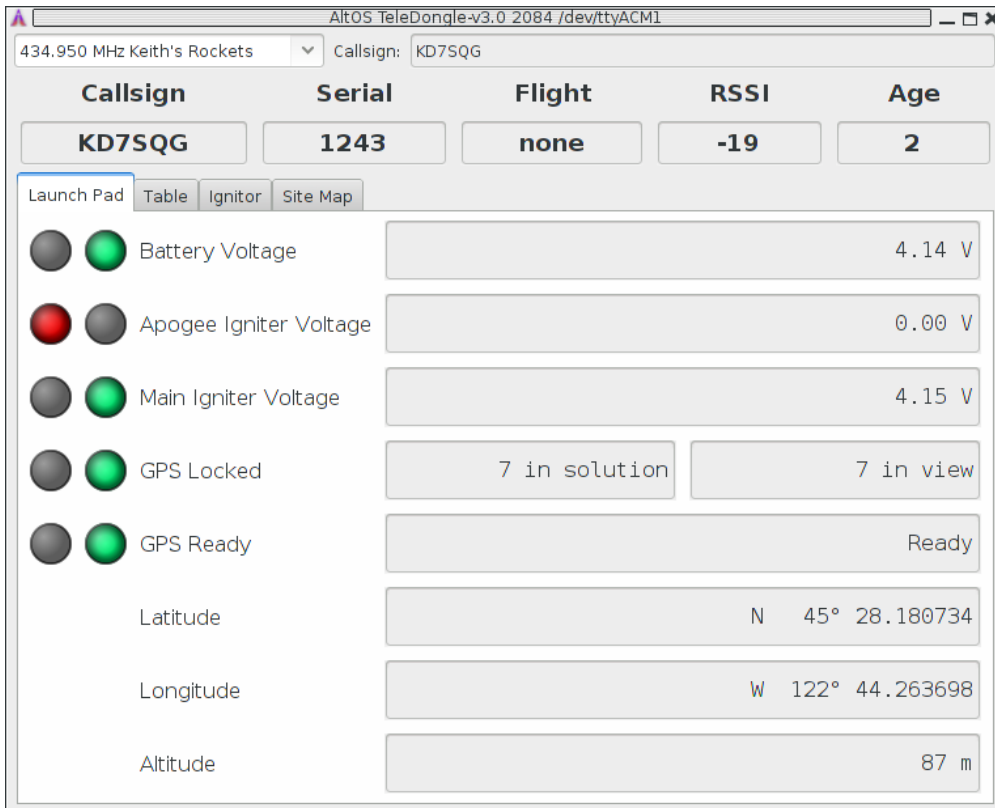 AltOS TeleDongle-v3.0 2084 /dev/ttyACM1
434.950 MHz Keith's Rockets Callsign: KD7SQG
Callsign Serial Flight RSSI Age
KD7SQG 1243 none -19 2
Launch Pad Table Ignitor Site Map
Battery Voltage 4.14 V
Apogee Igniter Voltage 0.00 V
Main Igniter Voltage 4.15 V
GPS Locked 7 in solution 7 in view
GPS Ready Ready
Latitude N 45° 28.180734
Longitude W 122° 44.263698
Altitude 87 m